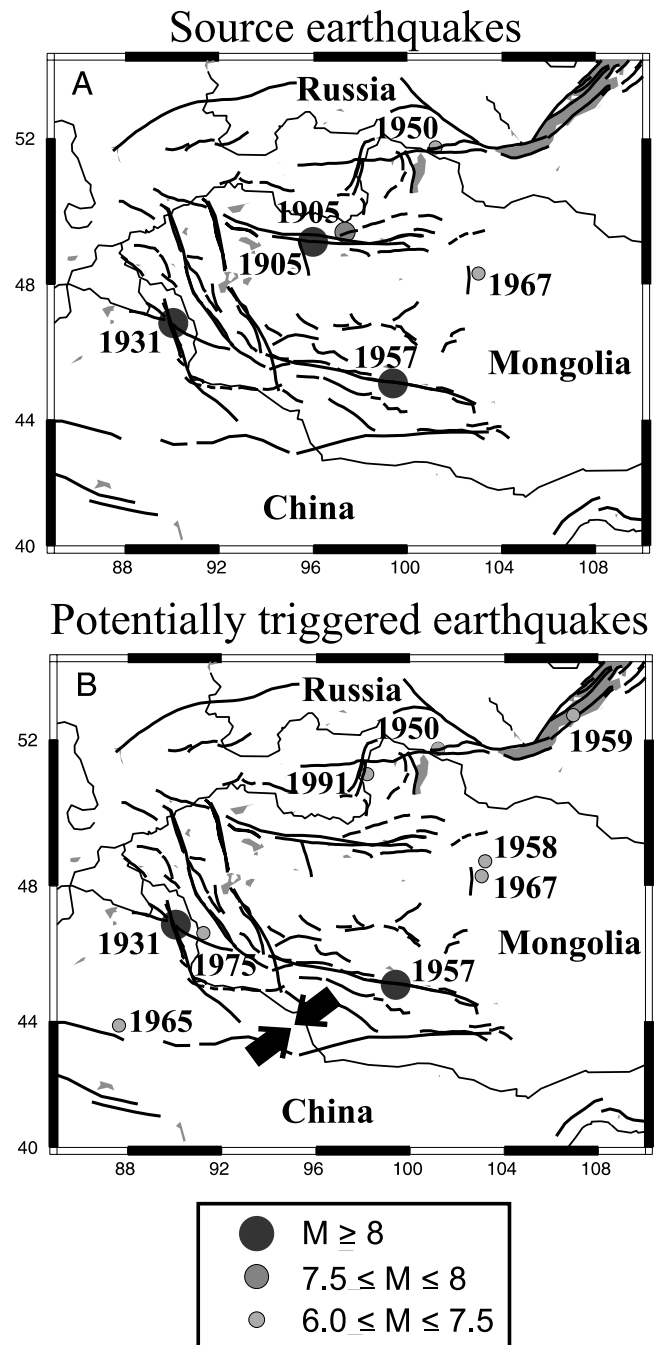 Source earthquakes
A
Russia
1950
52
1905
1905
48
1967
1931
1957
Mongolia
44
China
40
88 92 96 100 104 108
Potentially triggered earthquakes
B
Russia
1950
1959
52
1991
1958
1967
48
1931
1975
1957
Mongolia
1965
44
China
40
88 92 96 100 104 108
M ≥ 8
7.5 ≤ M ≤ 8
6.0 ≤ M ≤ 7.5